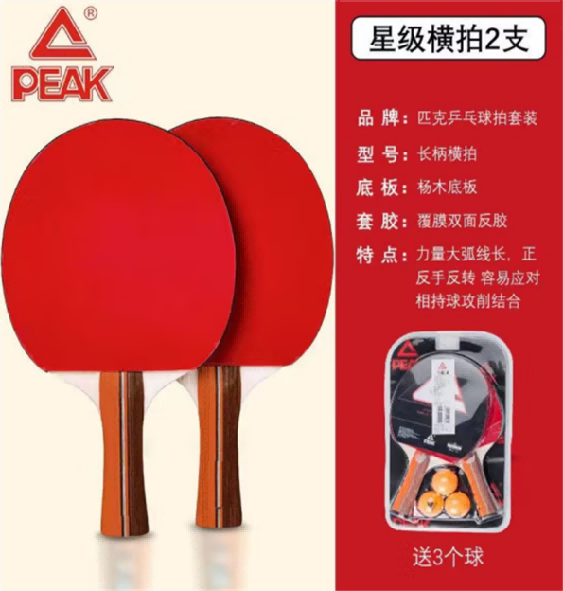 PEAK
星级横拍2支
品 牌：匹克乒乓球拍套装
型 号：长柄横拍
底 板：杨木底板
套 胶：覆膜双面反胶
特 点：力量大弧线长，正
反手反转 容易应对
相持球攻削结合
PEAK
PEAK
送3个球